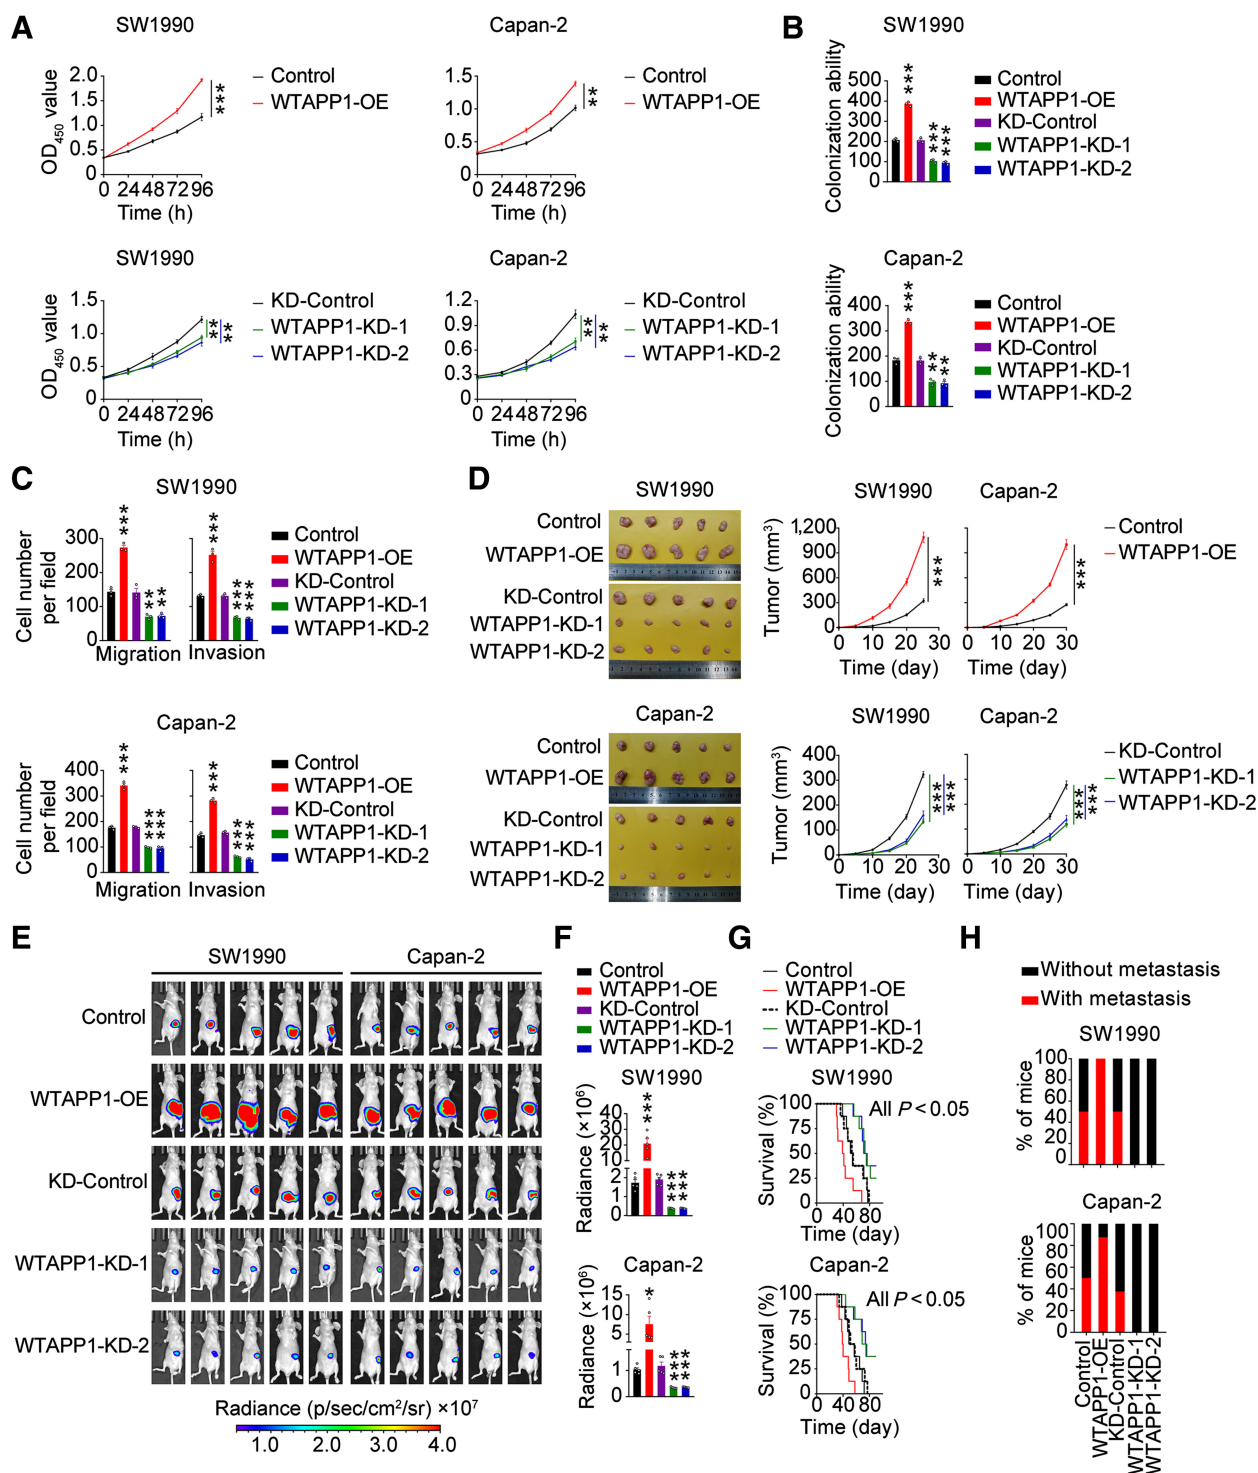 A
SW1990
OD450 value
2.0
1.5
1.0
0.5
0
0 24 48 72 96
Time (h)
Control
WTAPP1-OE
***
Capan-2
1.5
1.0
0.5
0
0 24 48 72 96
Time (h)
Control
WTAPP1-OE
**
SW1990
OD450 value
1.5
1.0
0.5
0
0 24 48 72 96
Time (h)
KD-Control
WTAPP1-KD-1
WTAPP1-KD-2
**
**
Capan-2
1.2
0.9
0.6
0.3
0
0 24 48 72 96
Time (h)
KD-Control
WTAPP1-KD-1
WTAPP1-KD-2
**
**
B
SW1990
Colonization ability
500
400
300
200
100
0
***
***
***
Control
WTAPP1-OE
KD-Control
WTAPP1-KD-1
WTAPP1-KD-2
Capan-2
Colonization ability
400
300
200
100
0
***
**
**
Control
WTAPP1-OE
KD-Control
WTAPP1-KD-1
WTAPP1-KD-2
C
SW1990
Cell number
per field
300
200
100
0
***
**
**
***
***
***
Migration
Invasion
Control
WTAPP1-OE
KD-Control
WTAPP1-KD-1
WTAPP1-KD-2
Capan-2
Cell number
per field
400
300
200
100
0
***
***
***
***
**
***
Migration
Invasion
Control
WTAPP1-OE
KD-Control
WTAPP1-KD-1
WTAPP1-KD-2
D
SW1990
Control
WTAPP1-OE
KD-Control
WTAPP1-KD-1
WTAPP1-KD-2
Capan-2
Control
WTAPP1-OE
KD-Control
WTAPP1-KD-1
WTAPP1-KD-2
SW1990
Tumor (mm³)
1,200
900
600
300
0
0 10 20 30
Time (day)
***
Capan-2
0 10 20 30
Time (day)
***
Control
WTAPP1-OE
SW1990
Tumor (mm³)
400
300
200
100
0
0 10 20 30
Time (day)
***
***
Capan-2
0 10 20 30
Time (day)
***
***
KD-Control
WTAPP1-KD-1
WTAPP1-KD-2
E
SW1990
Capan-2
Control
WTAPP1-OE
KD-Control
WTAPP1-KD-1
WTAPP1-KD-2
Radiance (p/sec/cm²/sr) ×10⁷
1.0 2.0 3.0 4.0
F
Control
WTAPP1-OE
KD-Control
WTAPP1-KD-1
WTAPP1-KD-2
SW1990
Radiance (×10⁶)
40
30
20
10
2
1
0
***
***
***
Capan-2
Radiance (×10⁶)
15
10
5
1
0
*
***
***
G
Control
WTAPP1-OE
KD-Control
WTAPP1-KD-1
WTAPP1-KD-2
SW1990
Survival (%)
100
75
50
25
0
0 40 80
Time (day)
All P < 0.05
Capan-2
Survival (%)
100
75
50
25
0
0 40 80
Time (day)
All P < 0.05
H
Without metastasis
With metastasis
SW1990
% of mice
100
80
60
40
20
0
Capan-2
% of mice
100
80
60
40
20
0
Control
WTAPP1-OE
KD-Control
WTAPP1-KD-1
WTAPP1-KD-2